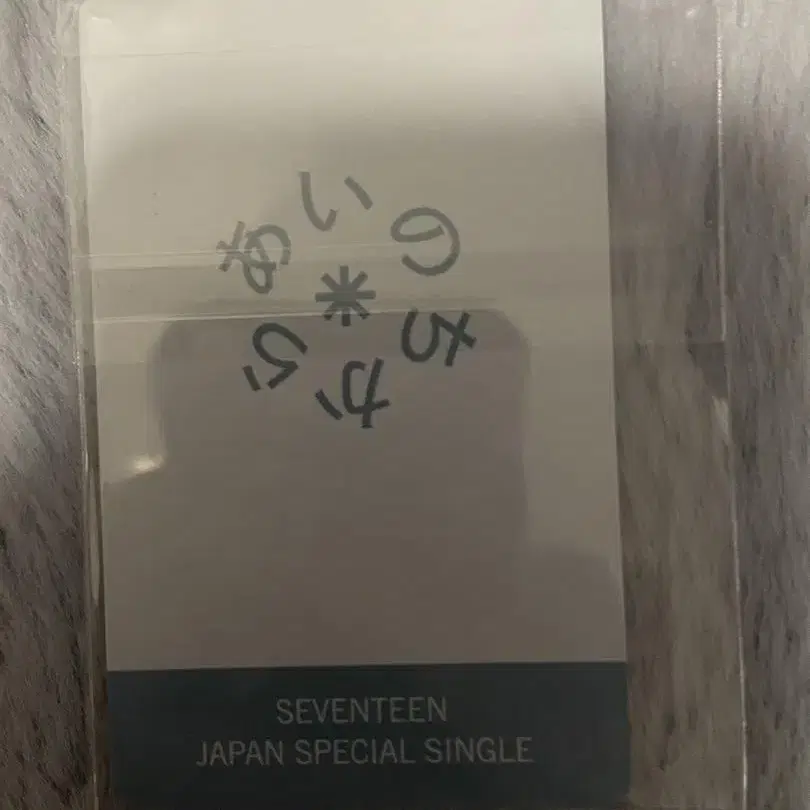 あいのちから
*
SEVENTEEN
JAPAN SPECIAL SINGLE